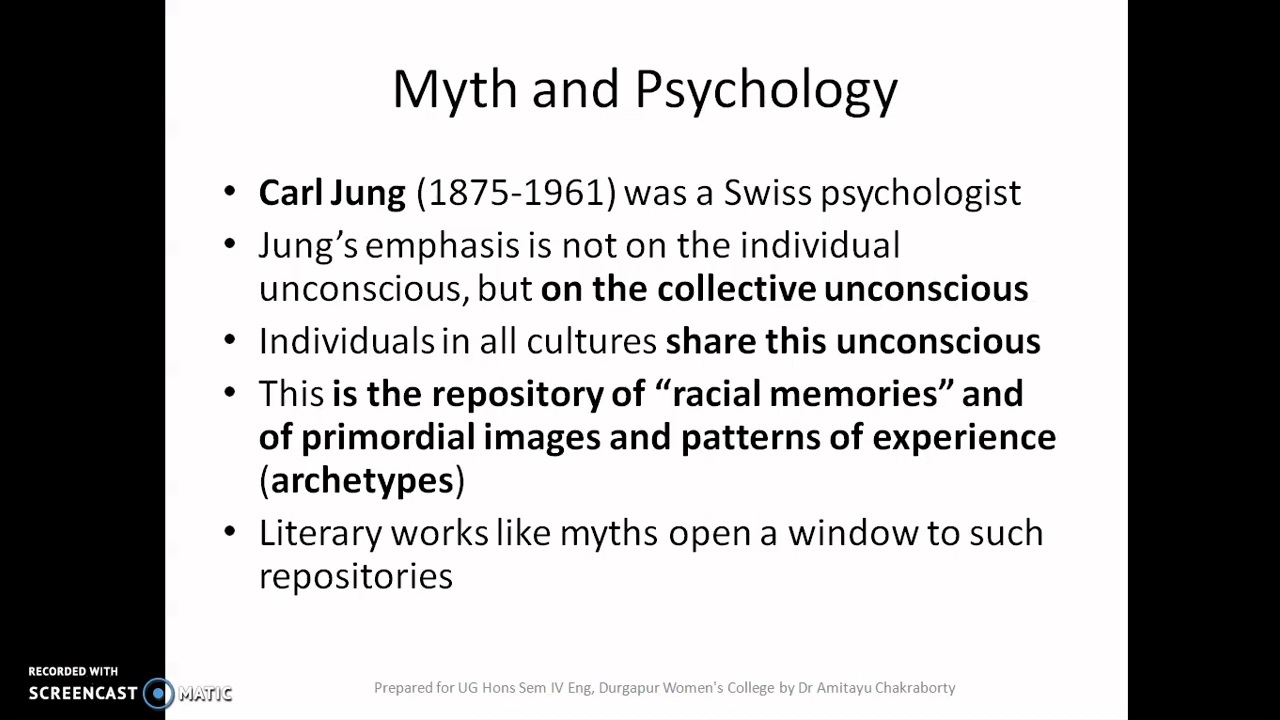 Myth and Psychology
• Carl Jung (1875-1961) was a Swiss psychologist
• Jung's emphasis is not on the individual
unconscious, but on the collective unconscious
• Individuals in all cultures share this unconscious
• This is the repository of “racial memories” and
of primordial images and patterns of experience
(archetypes)
• Literary works like myths open a window to such
repositories
RECORDED WITH
SCREENCAST MATIC
Prepared for UG Hons Sem IV Eng, Durgapur Women's College by Dr Amitayu Chakraborty